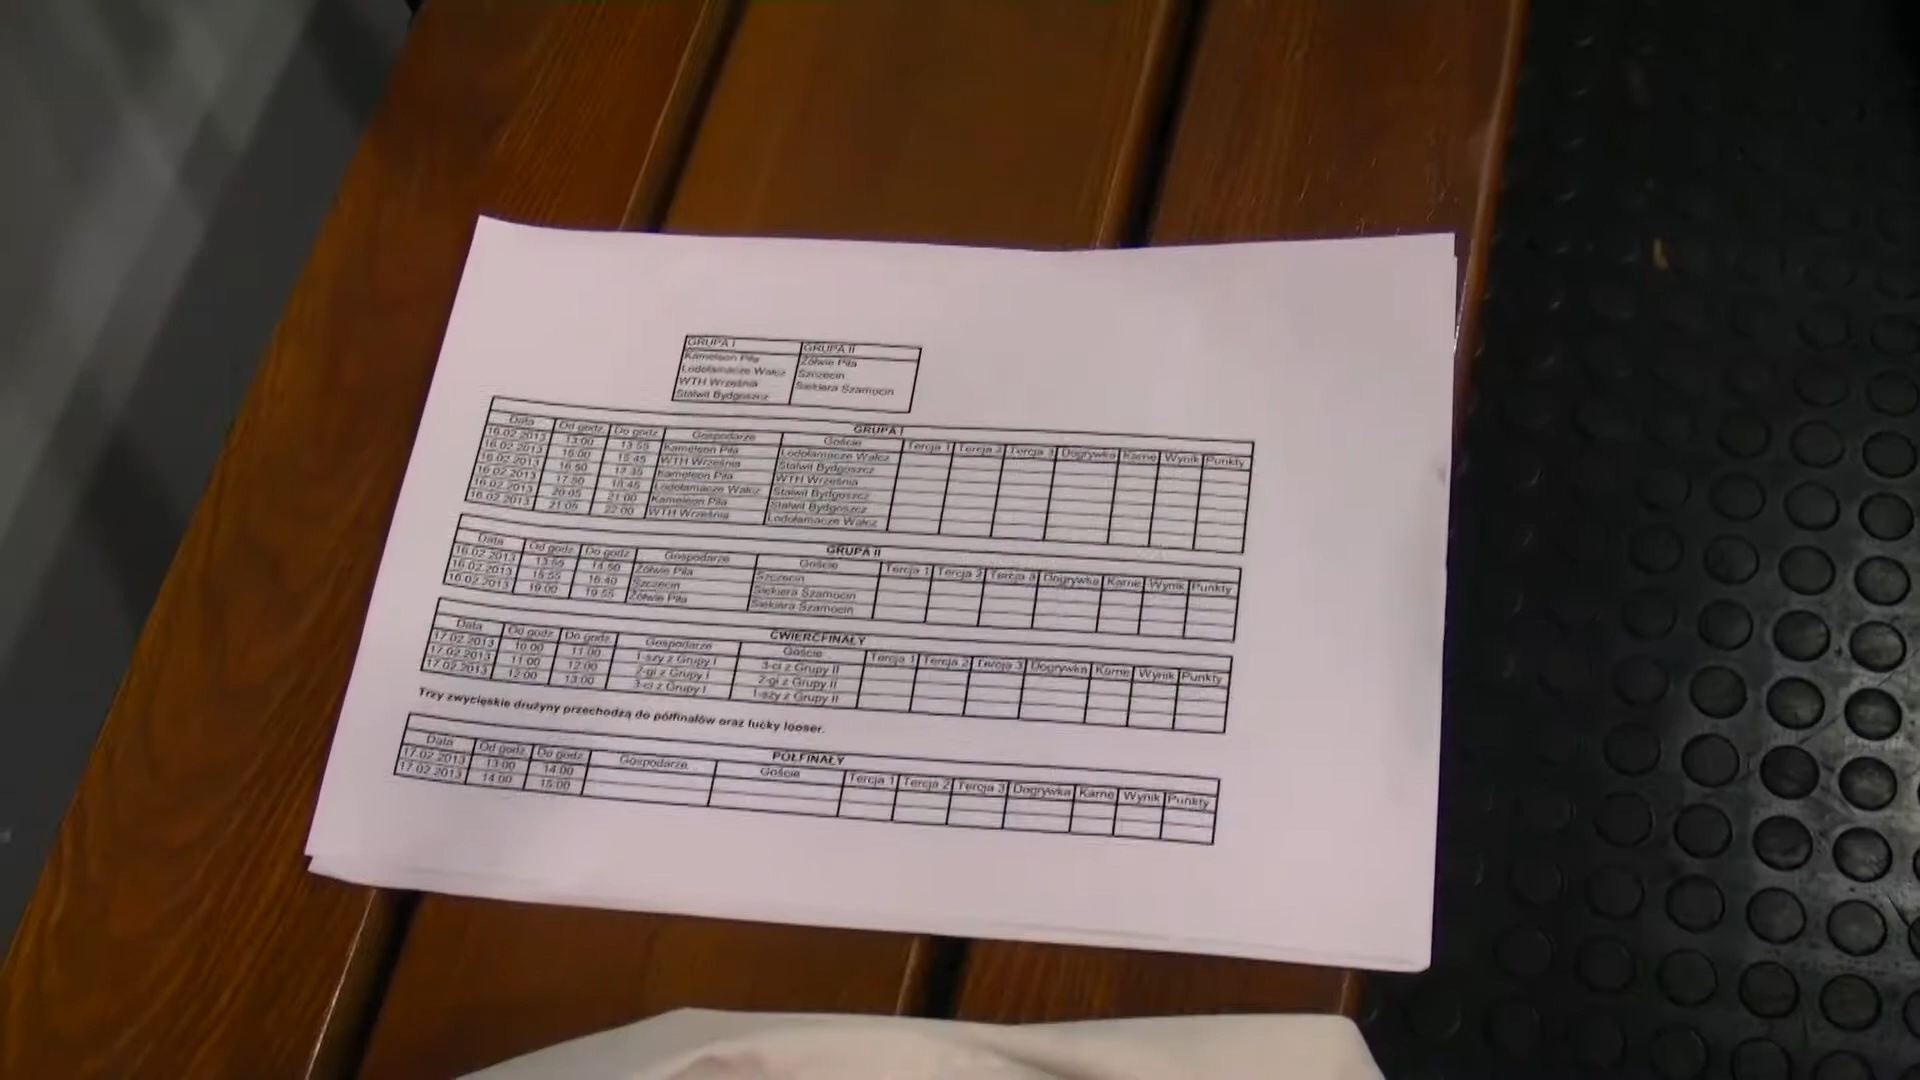 GRUPA I GRUPA II
Kameleon Piła Żółwie Piła
Lodołamacze Wałcz Szczecin
WTH Września Siekiera Szamocin
Stalwil Bydgoszcz
GRUPA I
Data Od godz. Do godz. Gospodarze Goście Tercja 1 Tercja 2 Tercja 3 Dogrywka Karne Wynik Punkty
16.02.2013 13:00 13:55 Kameleon Piła Lodołamacze Wałcz
16.02.2013 15:00 15:45 WTH Września Stalwil Bydgoszcz
16.02.2013 16:50 17:35 Kameleon Piła WTH Września
16.02.2013 17:50 18:45 Lodołamacze Wałcz Stalwil Bydgoszcz
16.02.2013 20:05 21:00 Kameleon Piła Stalwil Bydgoszcz
16.02.2013 21:05 22:00 WTH Września Lodołamacze Wałcz
GRUPA II
Data Od godz. Do godz. Gospodarze Goście Tercja 1 Tercja 2 Tercja 3 Dogrywka Karne Wynik Punkty
16.02.2013 13:55 14:50 Żółwie Piła Szczecin
16.02.2013 15:55 16:40 Szczecin Siekiera Szamocin
16.02.2013 19:00 19:55 Żółwie Piła Siekiera Szamocin
ĆWIERĆFINAŁY
Data Od godz. Do godz. Gospodarze Goście Tercja 1 Tercja 2 Tercja 3 Dogrywka Karne Wynik Punkty
17.02.2013 10:00 11:00 1-szy z Grupy I 3-ci z Grupy II
17.02.2013 11:00 12:00 2-gi z Grupy I 2-gi z Grupy II
17.02.2013 12:00 13:00 3-ci z Grupy I 1-szy z Grupy II
Trzy zwycięskie drużyny przechodzą do półfinałów oraz lucky looser.
PÓŁFINAŁY
Data Od godz. Do godz. Gospodarze Goście Tercja 1 Tercja 2 Tercja 3 Dogrywka Karne Wynik Punkty
17.02.2013 13:00 14:00
17.02.2013 14:00 15:00